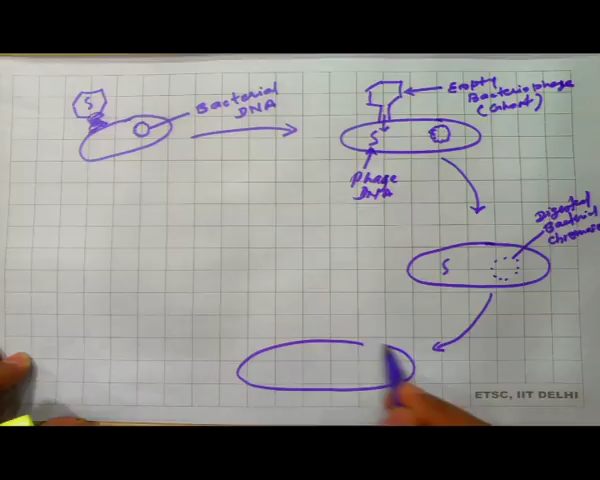 S
Bacterial
DNA
Empty
Bacteriophage
(Ghost)
S
Phage
DNA
Digested
Bacterial
Chromosome
S
ETSC, IIT DELHI